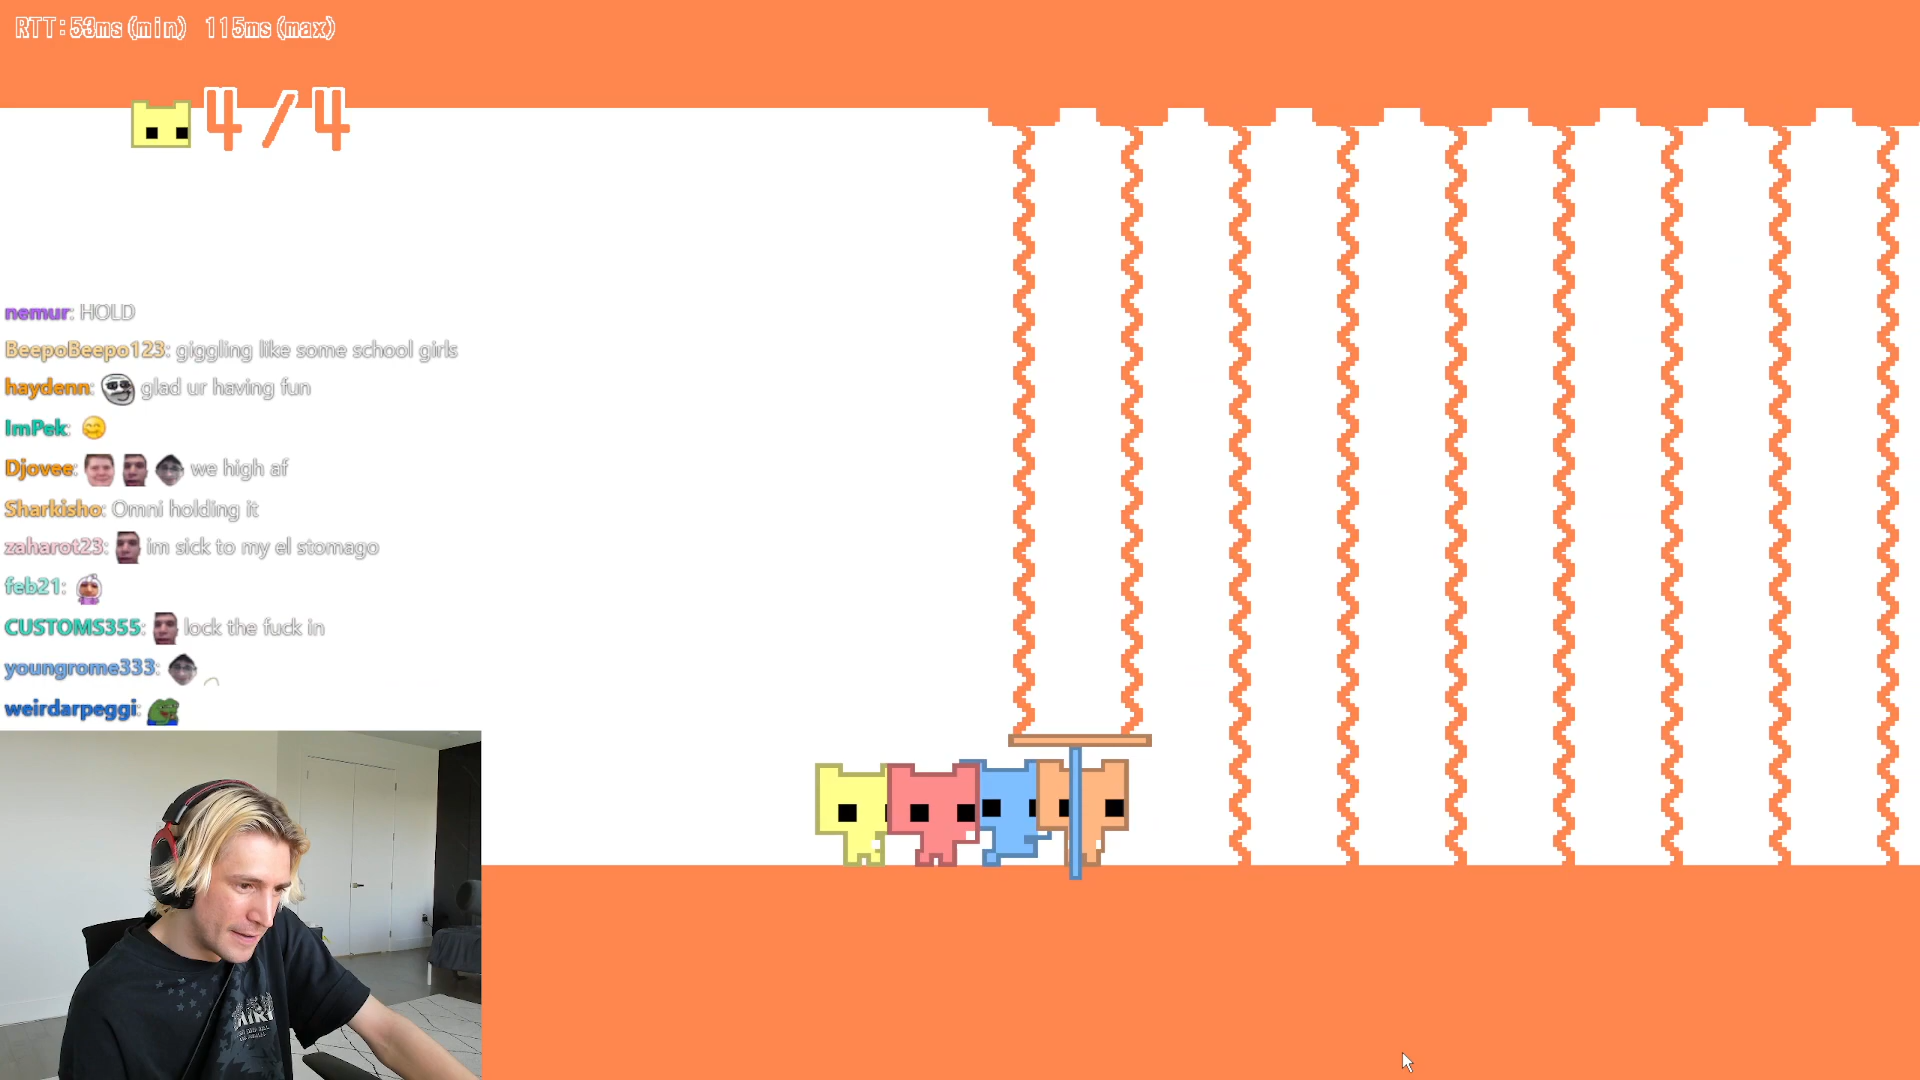 RTT:53ms(min) 115ms(max)
4/4
nemur: HOLD
BeepoBeepo123: giggling like some school girls
haydenn: glad ur having fun
ImPek:
Djovee: we high af
Sharkisho: Omni holding it
zaharot23: im sick to my el stomago
feb21:
CUSTOMS355: lock the fuck in
youngrome333:
weirdarpeggi: